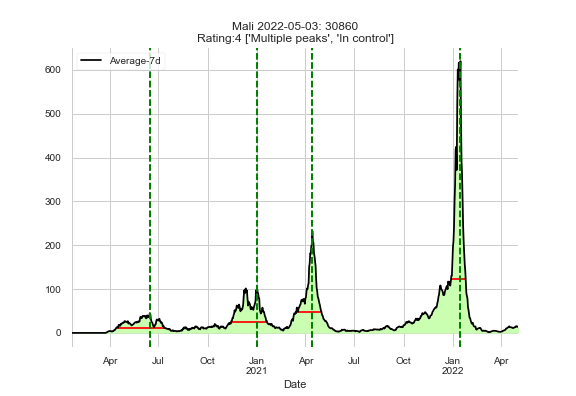 Mali 2022-05-03: 30860
Rating:4 ['Multiple peaks', 'In control']
Average-7d
600
500
400
300
200
100
0
Apr Jul Oct Jan Apr Jul Oct Jan Apr
2021 2022
Date